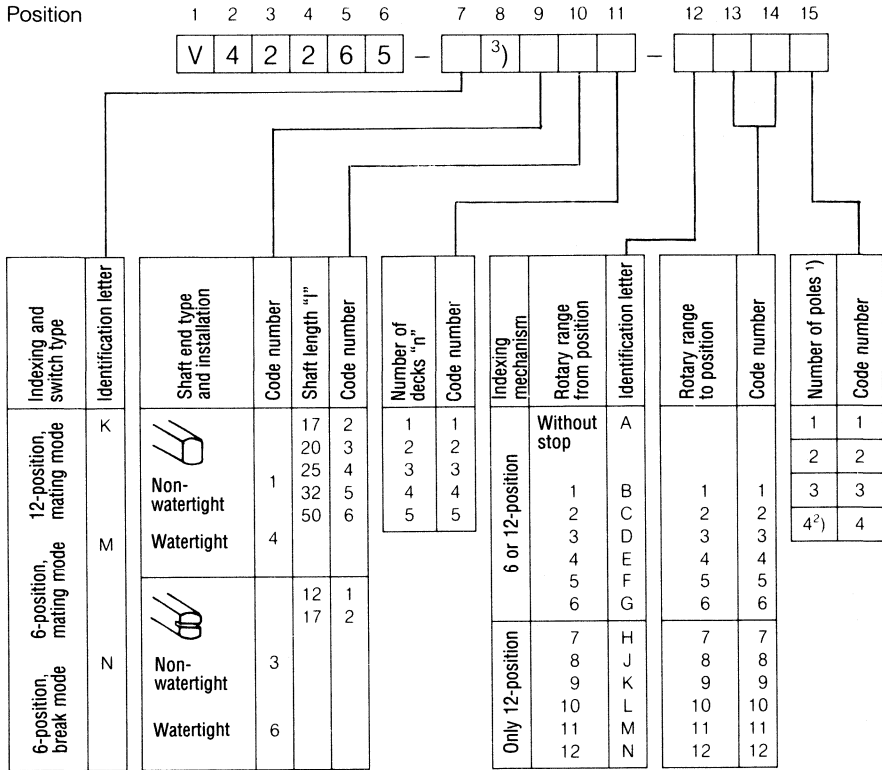 Position 1 2 3 4 5 6 7 8 9 10 11 12 13 14 15
V 4 2 2 6 5 – 3) –
Indexing and switch type
Identification letter
12-position, mating mode K
6-position, mating mode M
6-position, break mode N
Shaft end type and installation
Code number
Shaft length "l"
Code number
Non-watertight 1
Watertight 4
17 2
20 3
25 4
32 5
50 6
Non-watertight 3
Watertight 6
12 1
17 2
Number of decks "n"
Code number
1 1
2 2
3 3
4 4
5 5
Indexing mechanism
Rotary range from position
Identification letter
6 or 12-position
Without stop A
1 B
2 C
3 D
4 E
5 F
6 G
Only 12-position
7 H
8 J
9 K
10 L
11 M
12 N
Rotary range to position
Code number
1 1
2 2
3 3
4 4
5 5
6 6
7 7
8 8
9 9
10 10
11 11
12 12
Number of poles 1)
Code number
1 1
2 2
3 3
4 2) 4